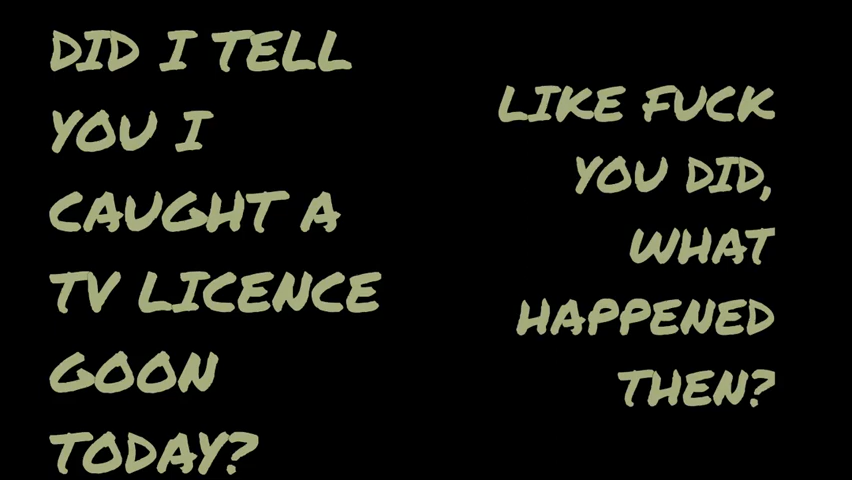 DID I TELL
YOU I
CAUGHT A
TV LICENCE
GOON
TODAY?
LIKE FUCK
YOU DID,
WHAT
HAPPENED
THEN?